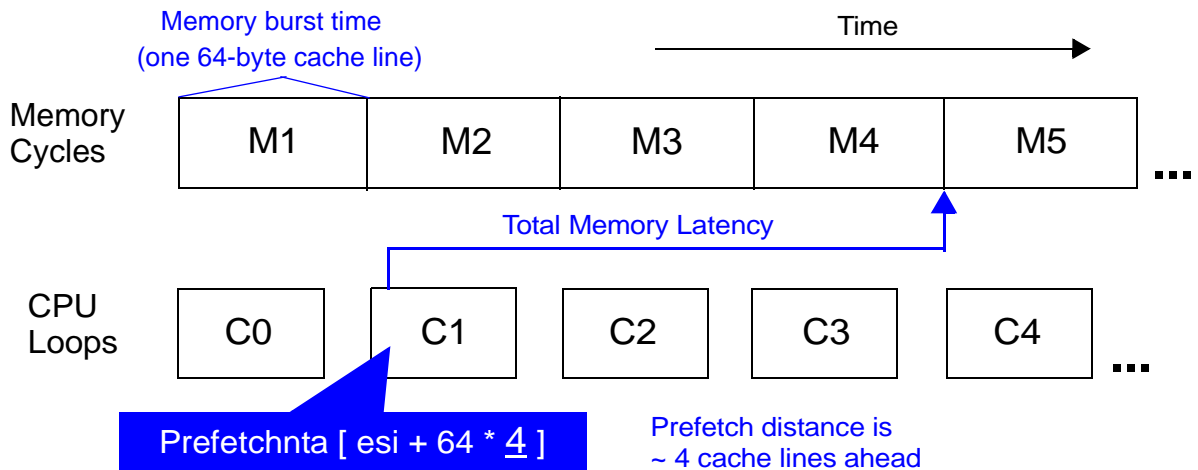 Memory burst time
(one 64-byte cache line)
Time
Memory
Cycles
M1 M2 M3 M4 M5 ...
Total Memory Latency
CPU
Loops
C0 C1 C2 C3 C4 ...
Prefetchnta [ esi + 64 * 4 ]
Prefetch distance is
~ 4 cache lines ahead